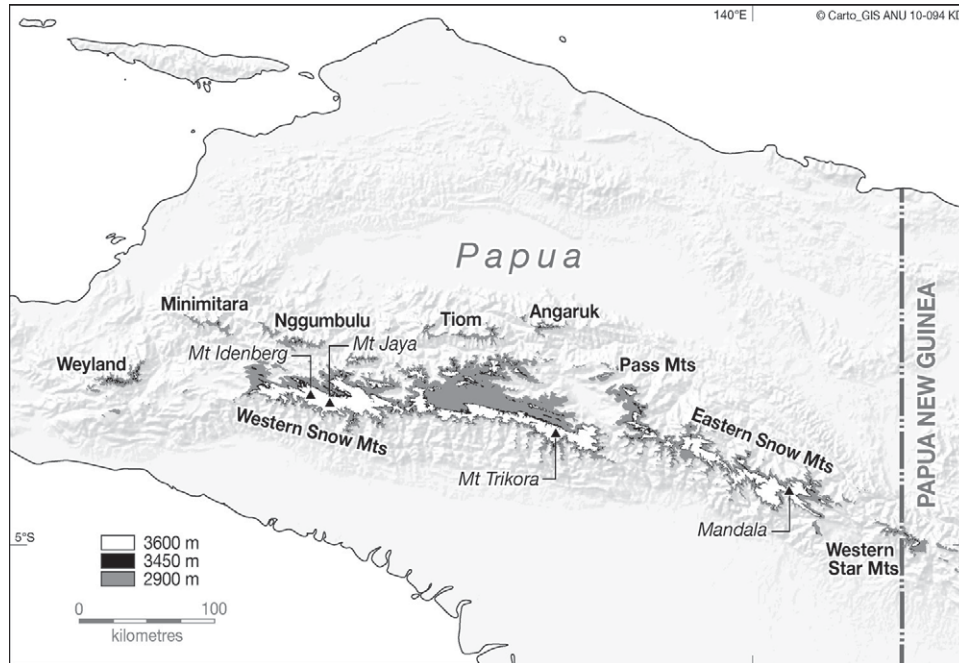 140°E
© Carto_GIS ANU 10-094 KD
Papua
Minimitara
Nggumbulu
Tiom
Angaruk
Mt Idenberg
Mt Jaya
Weyland
Pass Mts
Western Snow Mts
Eastern Snow Mts
Mt Trikora
Mandala
PAPUA NEW GUINEA
5°S
Western
Star Mts
3600 m
3450 m
2900 m
0 100
kilometres